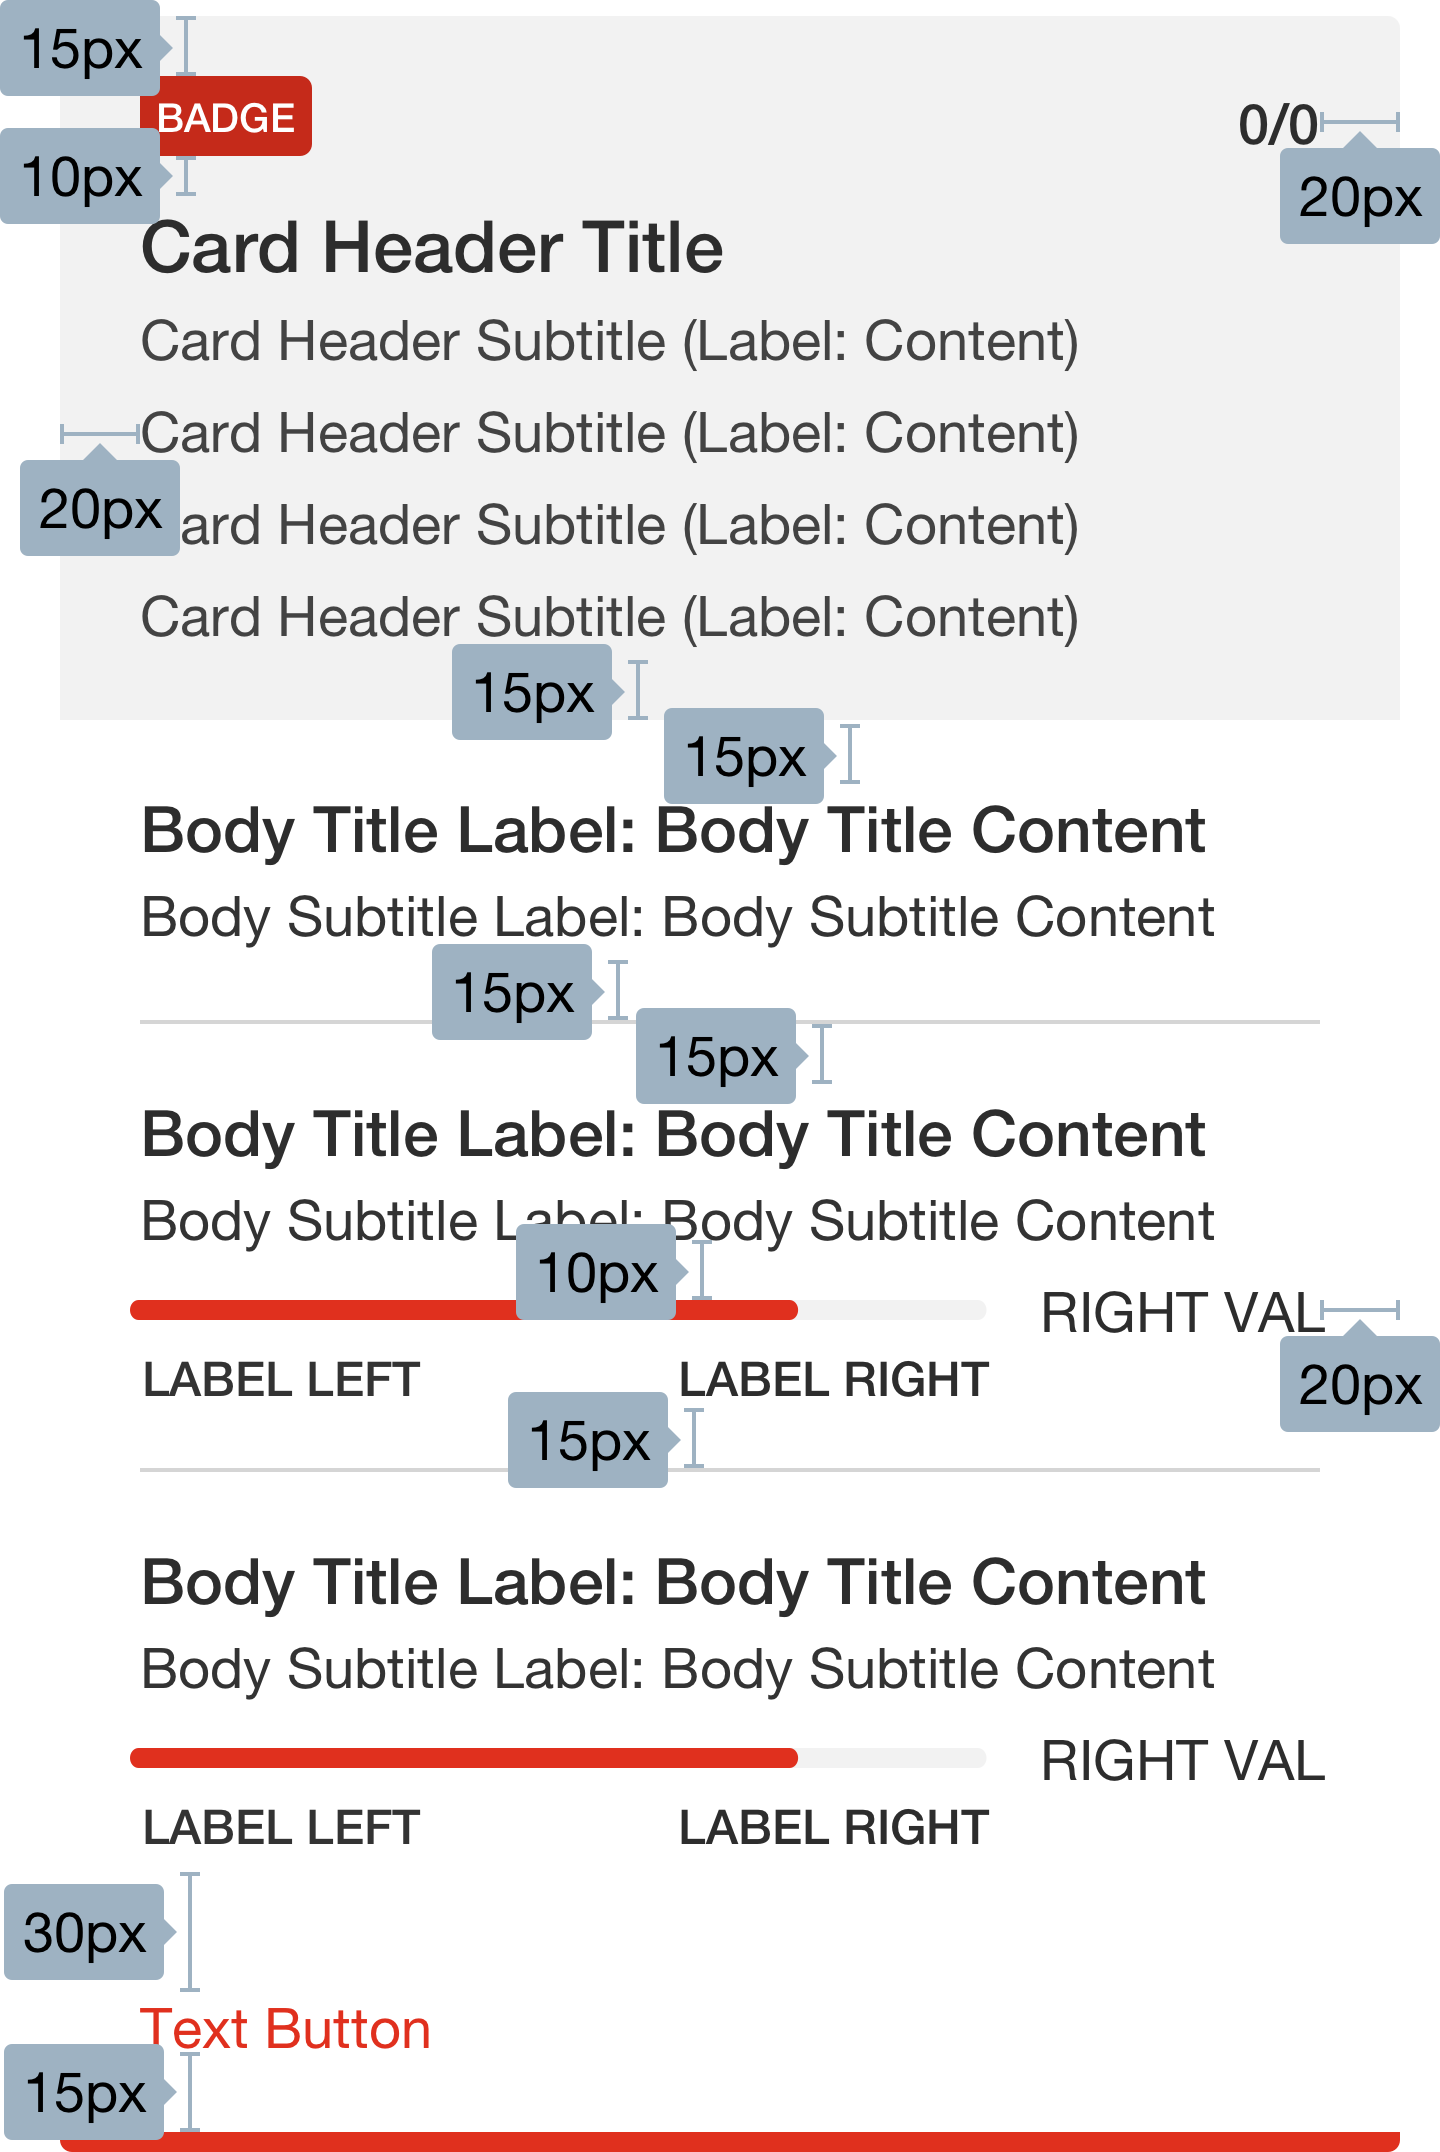 15px
BADGE
0/0
10px
20px
Card Header Title
Card Header Subtitle (Label: Content)
Card Header Subtitle (Label: Content)
20px
ard Header Subtitle (Label: Content)
Card Header Subtitle (Label: Content)
15px
15px
Body Title Label: Body Title Content
Body Subtitle Label: Body Subtitle Content
15px
15px
Body Title Label: Body Title Content
Body Subtitle Label: Body Subtitle Content
10px
RIGHT VAL
20px
LABEL LEFT LABEL RIGHT
15px
Body Title Label: Body Title Content
Body Subtitle Label: Body Subtitle Content
RIGHT VAL
LABEL LEFT LABEL RIGHT
30px
Text Button
15px